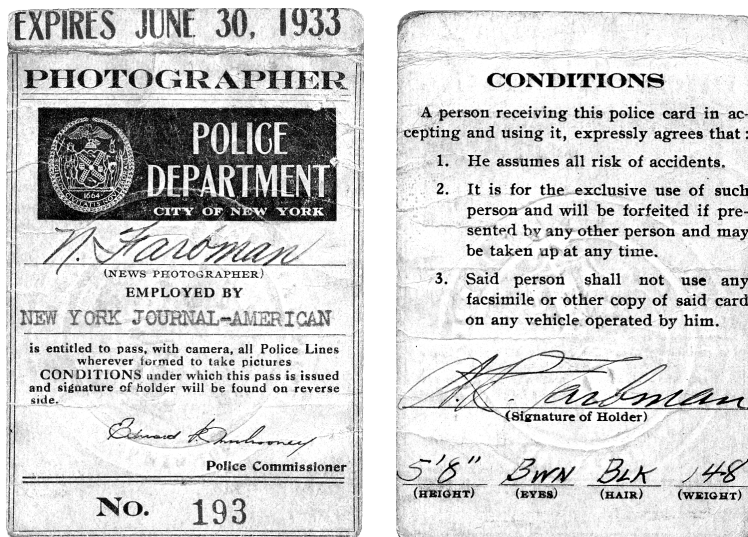 EXPIRES JUNE 30, 1933
PHOTOGRAPHER
1664
POLICE
DEPARTMENT
CITY OF NEW YORK
N. Farbman
(NEWS PHOTOGRAPHER)
EMPLOYED BY
NEW YORK JOURNAL-AMERICAN
is entitled to pass, with camera, all Police Lines
wherever formed to take pictures
CONDITIONS under which this pass is issued
and signature of holder will be found on reverse
side.
Police Commissioner
No. 193
CONDITIONS
A person receiving this police card in ac-
cepting and using it, expressly agrees that:
1. He assumes all risk of accidents.
2. It is for the exclusive use of such
person and will be forfeited if pre-
sented by any other person and may
be taken up at any time.
3. Said person shall not use any
facsimile or other copy of said card
on any vehicle operated by him.
N. R. Farbman
(Signature of Holder)
5'8" BWN BLK 148
(HEIGHT) (EYES) (HAIR) (WEIGHT)